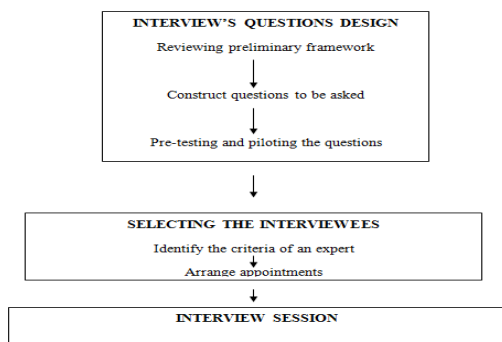 INTERVIEW'S QUESTIONS DESIGN
Reviewing preliminary framework
Construct questions to be asked
Pre-testing and piloting the questions
SELECTING THE INTERVIEWEES
Identify the criteria of an expert
Arrange appointments
INTERVIEW SESSION